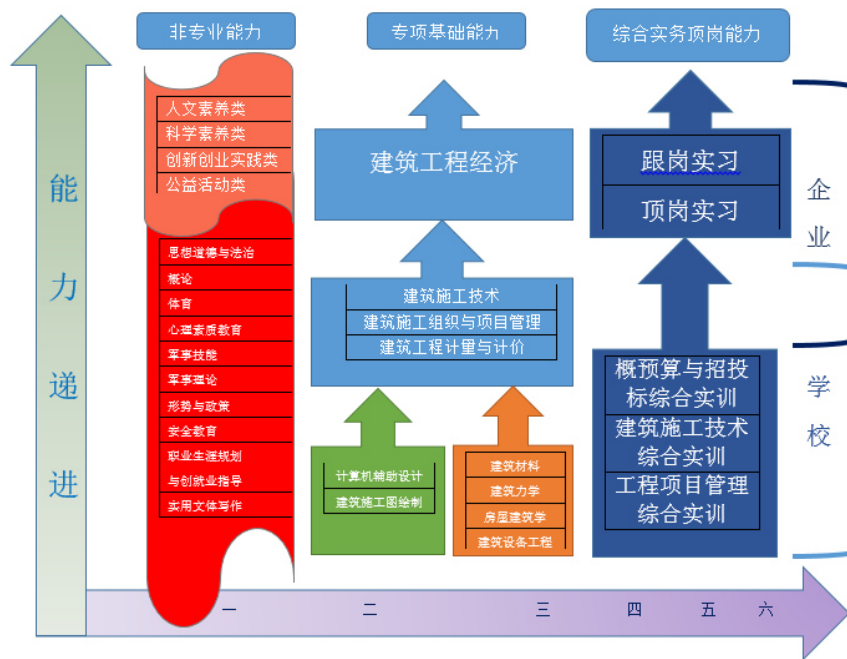 非专业能力
专项基础能力
综合实务顶岗能力
能力递进
人文素养类
科学素养类
创新创业实践类
公益活动类
思想道德与法治
概论
体育
心理素质教育
军事技能
军事理论
形势与政策
安全教育
职业生涯规划
与创就业指导
实用文体写作
建筑工程经济
建筑施工技术
建筑施工组织与项目管理
建筑工程计量与计价
计算机辅助设计
建筑施工图绘制
建筑材料
建筑力学
房屋建筑学
建筑设备工程
跟岗实习
顶岗实习
概预算与招投
标综合实训
建筑施工技术
综合实训
工程项目管理
综合实训
企业
学校
一 二 三 四 五 六